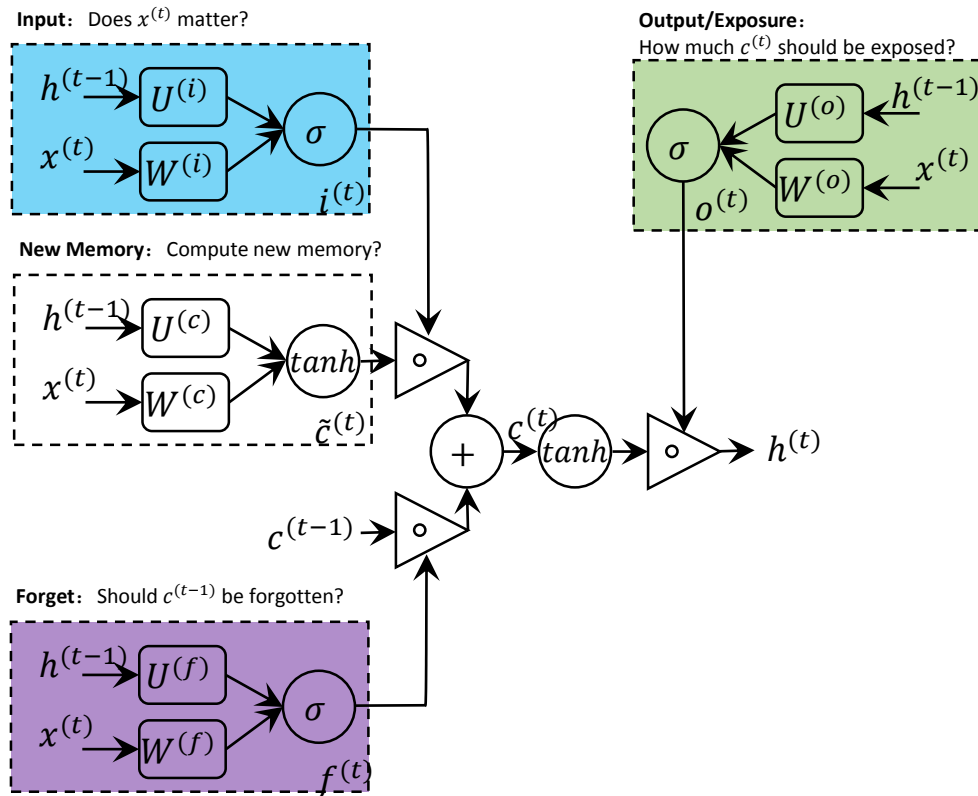 Input: Does x^(t) matter?
h^(t−1)
U^(i)
x^(t)
W^(i)
σ
i^(t)
Output/Exposure:
How much c^(t) should be exposed?
h^(t−1)
U^(o)
σ
x^(t)
W^(o)
o^(t)
New Memory: Compute new memory?
h^(t−1)
U^(c)
x^(t)
W^(c)
tanh
c̃^(t)
+
c^(t)
tanh
h^(t)
c^(t−1)
Forget: Should c^(t−1) be forgotten?
h^(t−1)
U^(f)
x^(t)
W^(f)
σ
f^(t)